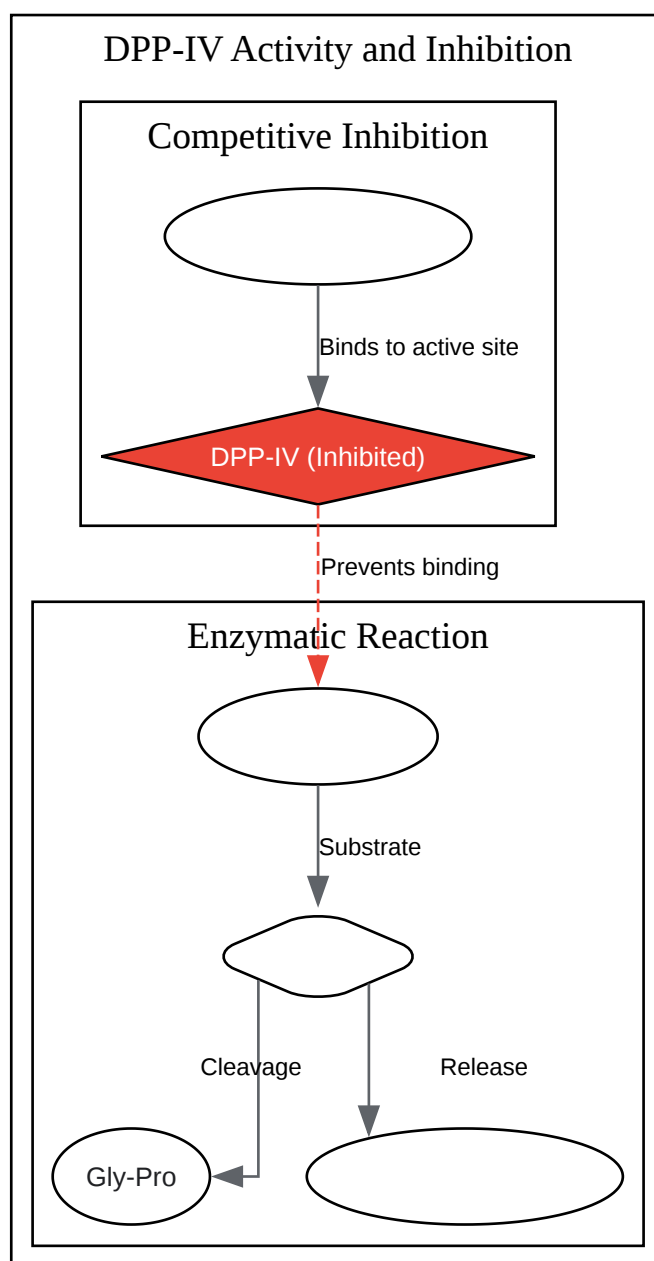 DPP-IV Activity and Inhibition
Competitive Inhibition
Binds to active site
DPP-IV (Inhibited)
Prevents binding
Enzymatic Reaction
Substrate
Cleavage
Release
Gly-Pro